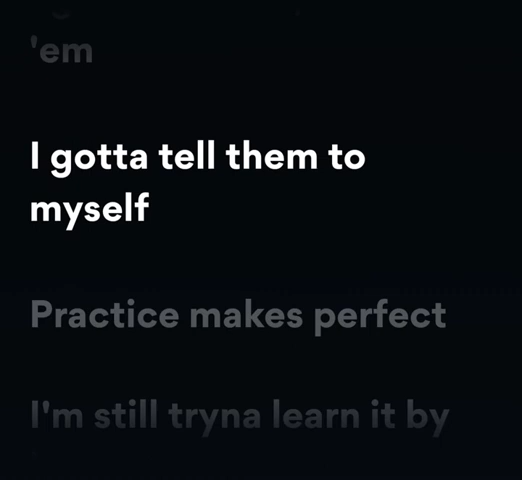 'em
I gotta tell them to
myself
Practice makes perfect
I'm still tryna learn it by